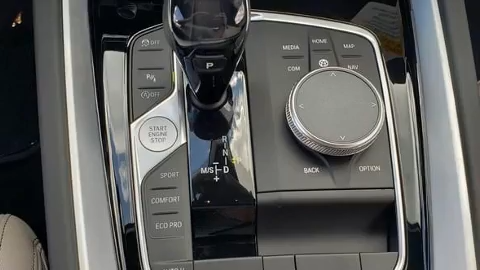 OFF
P
OFF
START
ENGINE
STOP
SPORT
COMFORT
ECO PRO
P
R
N
D
M/S
+
MEDIA
HOME
MAP
COM
NAV
BACK
OPTION